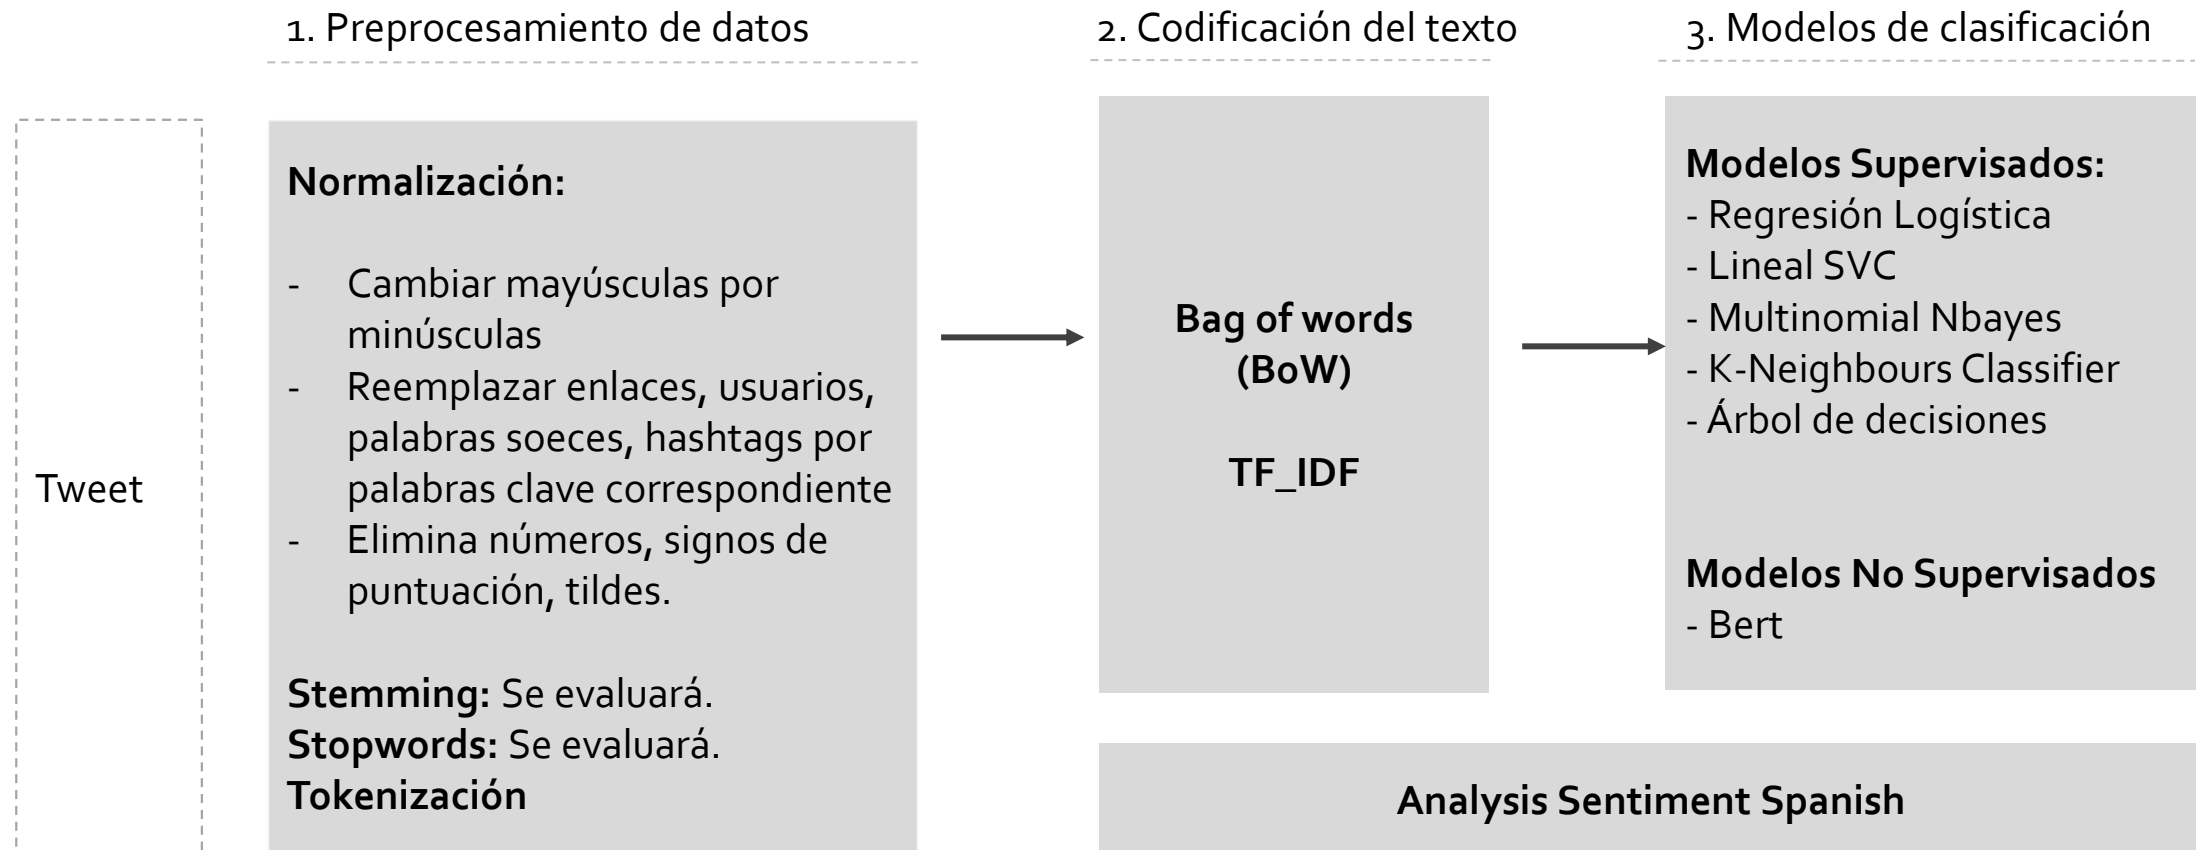 1. Preprocesamiento de datos
2. Codificación del texto
3. Modelos de clasificación
Tweet
Normalización:
- Cambiar mayúsculas por
minúsculas
- Reemplazar enlaces, usuarios,
palabras soeces, hashtags por
palabras clave correspondiente
- Elimina números, signos de
puntuación, tildes.
Stemming: Se evaluará.
Stopwords: Se evaluará.
Tokenización
Bag of words
(BoW)
TF_IDF
Modelos Supervisados:
- Regresión Logística
- Lineal SVC
- Multinomial Nbayes
- K-Neighbours Classifier
- Árbol de decisiones
Modelos No Supervisados
- Bert
Analysis Sentiment Spanish